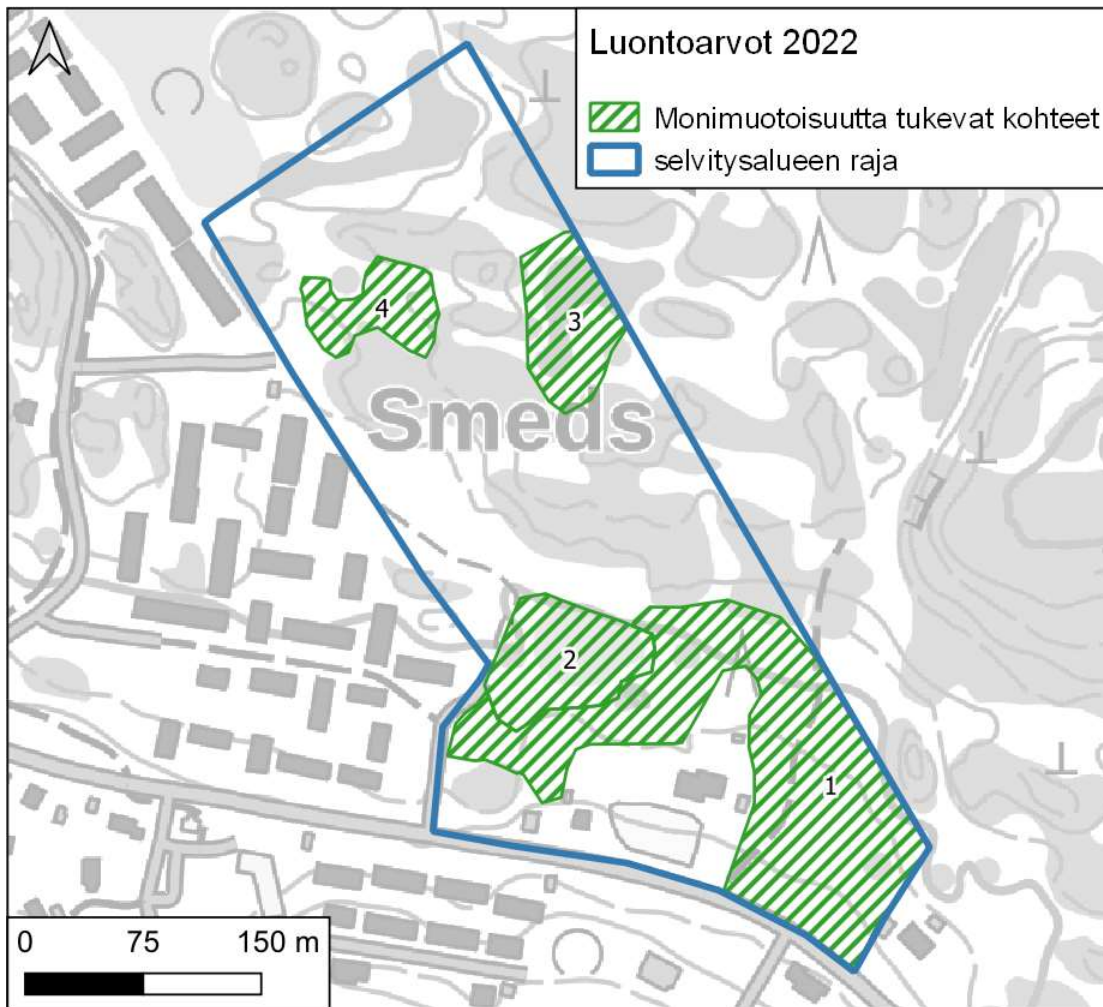 Luontoarvot 2022
Monimuotoisuutta tukevat kohteet
selvitysalueen raja
4
3
Smeds
2
1
0 75 150 m